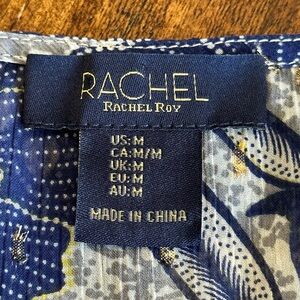 RACHEL
RACHEL ROY
US: M
CA: M/M
UK: M
EU: M
AU: M
MADE IN CHINA